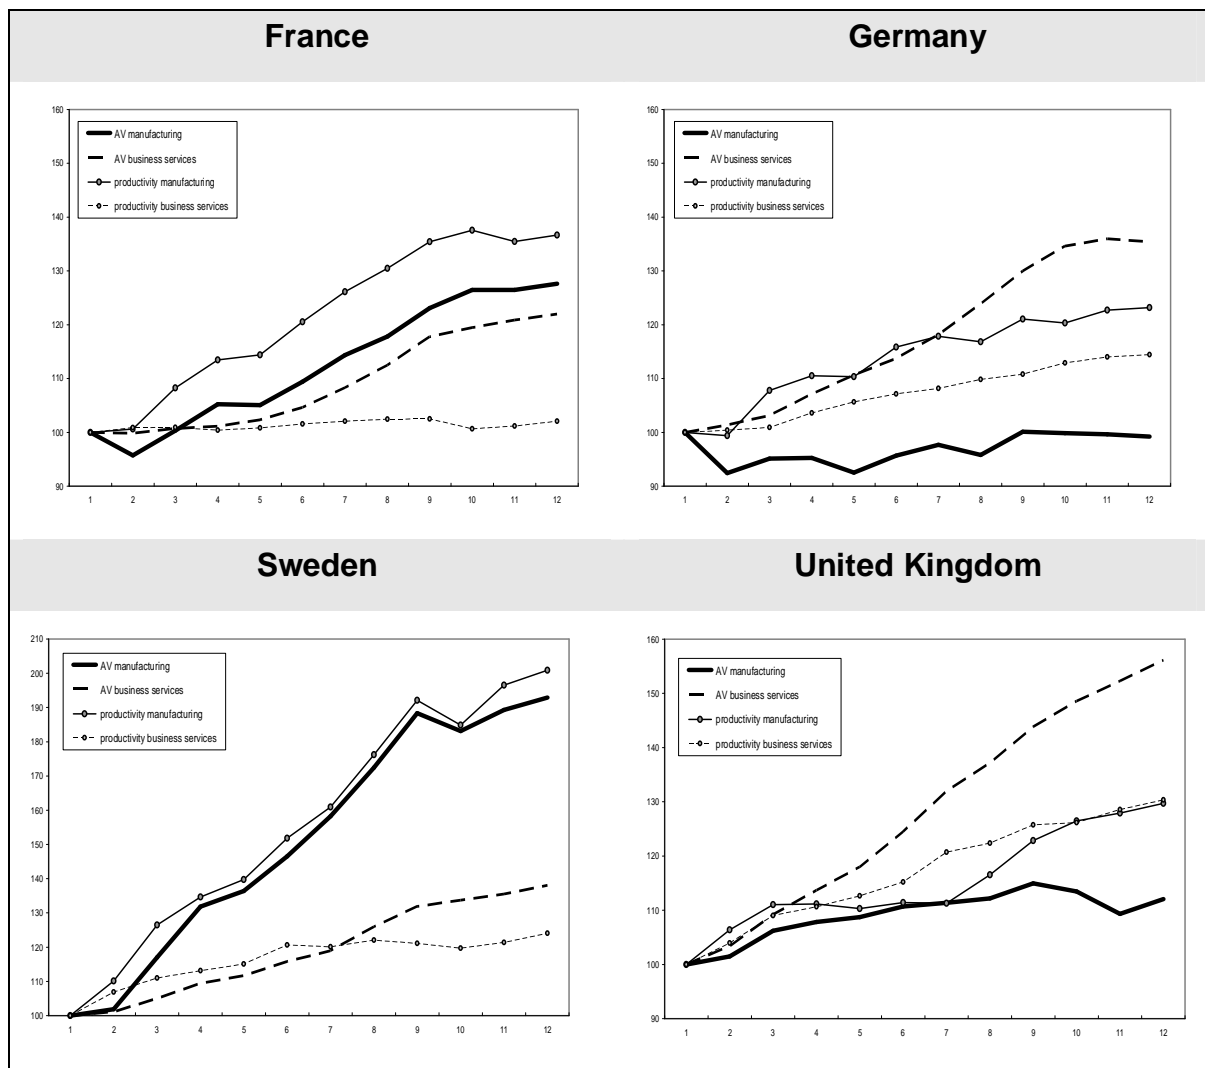 France
Germany
160
150
140
130
120
110
100
90
AV manufacturing
AV business services
productivity manufacturing
productivity business services
1 2 3 4 5 6 7 8 9 10 11 12
160
150
140
130
120
110
100
90
AV manufacturing
AV business services
productivity manufacturing
productivity business services
1 2 3 4 5 6 7 8 9 10 11 12
Sweden
United Kingdom
210
200
190
180
170
160
150
140
130
120
110
100
AV manufacturing
AV business services
productivity manufacturing
productivity business services
1 2 3 4 5 6 7 8 9 10 11 12
160
150
140
130
120
110
100
90
AV manufacturing
AV business services
productivity manufacturing
productivity business services
1 2 3 4 5 6 7 8 9 10 11 12